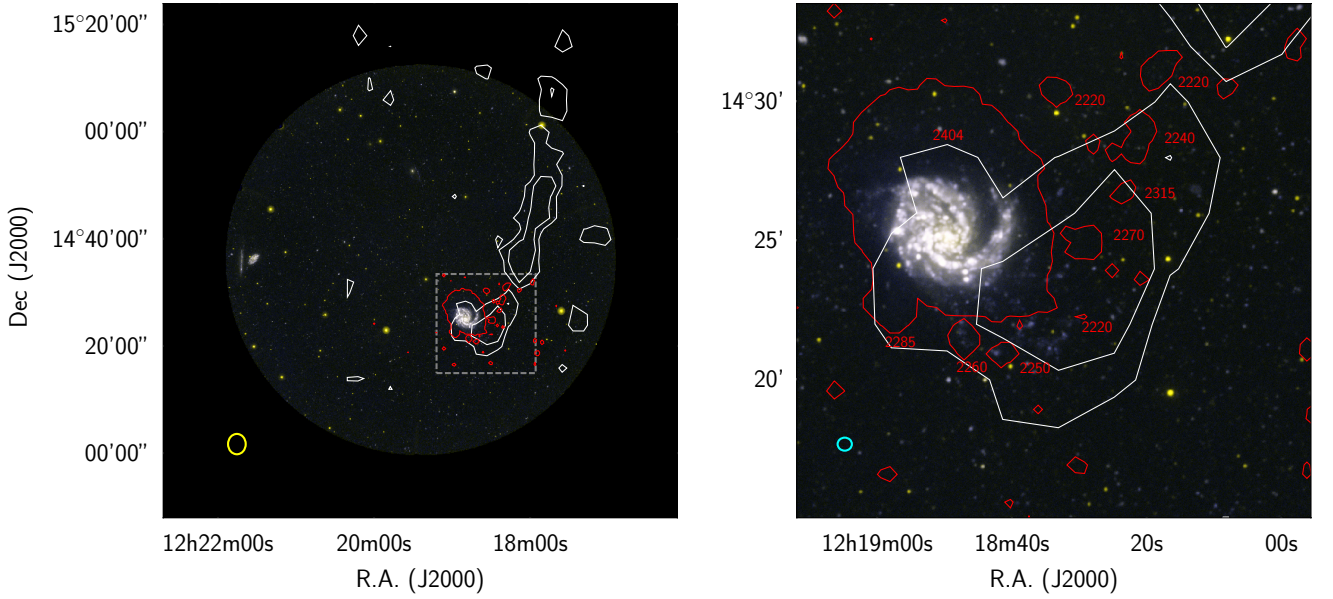 15°20'00"
00'00"
14°40'00"
20'00"
00'00"
Dec (J2000)
12h22m00s
20m00s
18m00s
R.A. (J2000)
14°30'
25'
20'
2220
2220
2404
2240
2315
2270
2220
2285
2260
2250
12h19m00s
18m40s
20s
00s
R.A. (J2000)